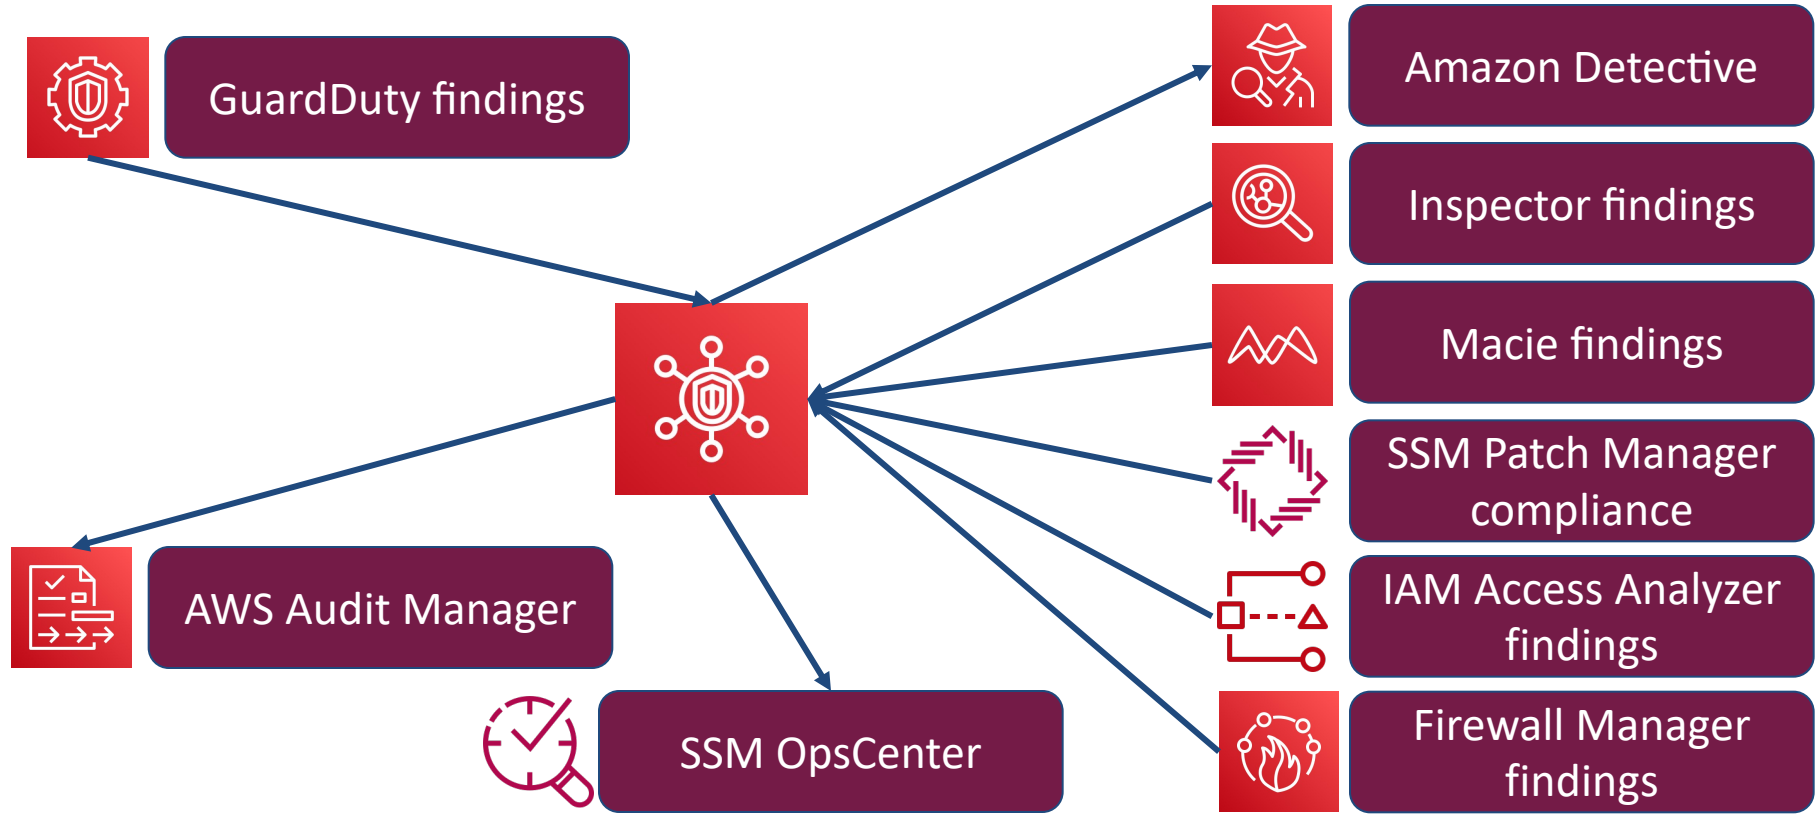 GuardDuty findings
Amazon Detective
Inspector findings
Macie findings
SSM Patch Manager
compliance
AWS Audit Manager
IAM Access Analyzer
findings
SSM OpsCenter
Firewall Manager
findings